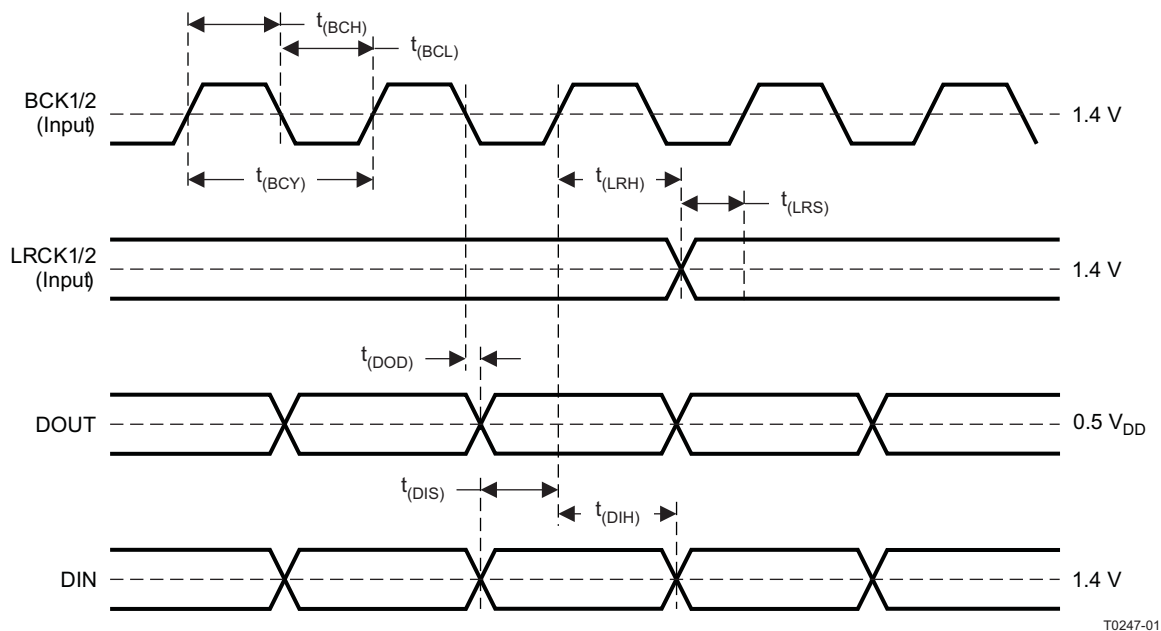 t(BCH)
t(BCL)
BCK1/2
(Input)
1.4 V
t(BCY)
t(LRH)
t(LRS)
LRCK1/2
(Input)
1.4 V
t(DOD)
DOUT
0.5 VDD
t(DIS)
t(DIH)
DIN
1.4 V
T0247-01